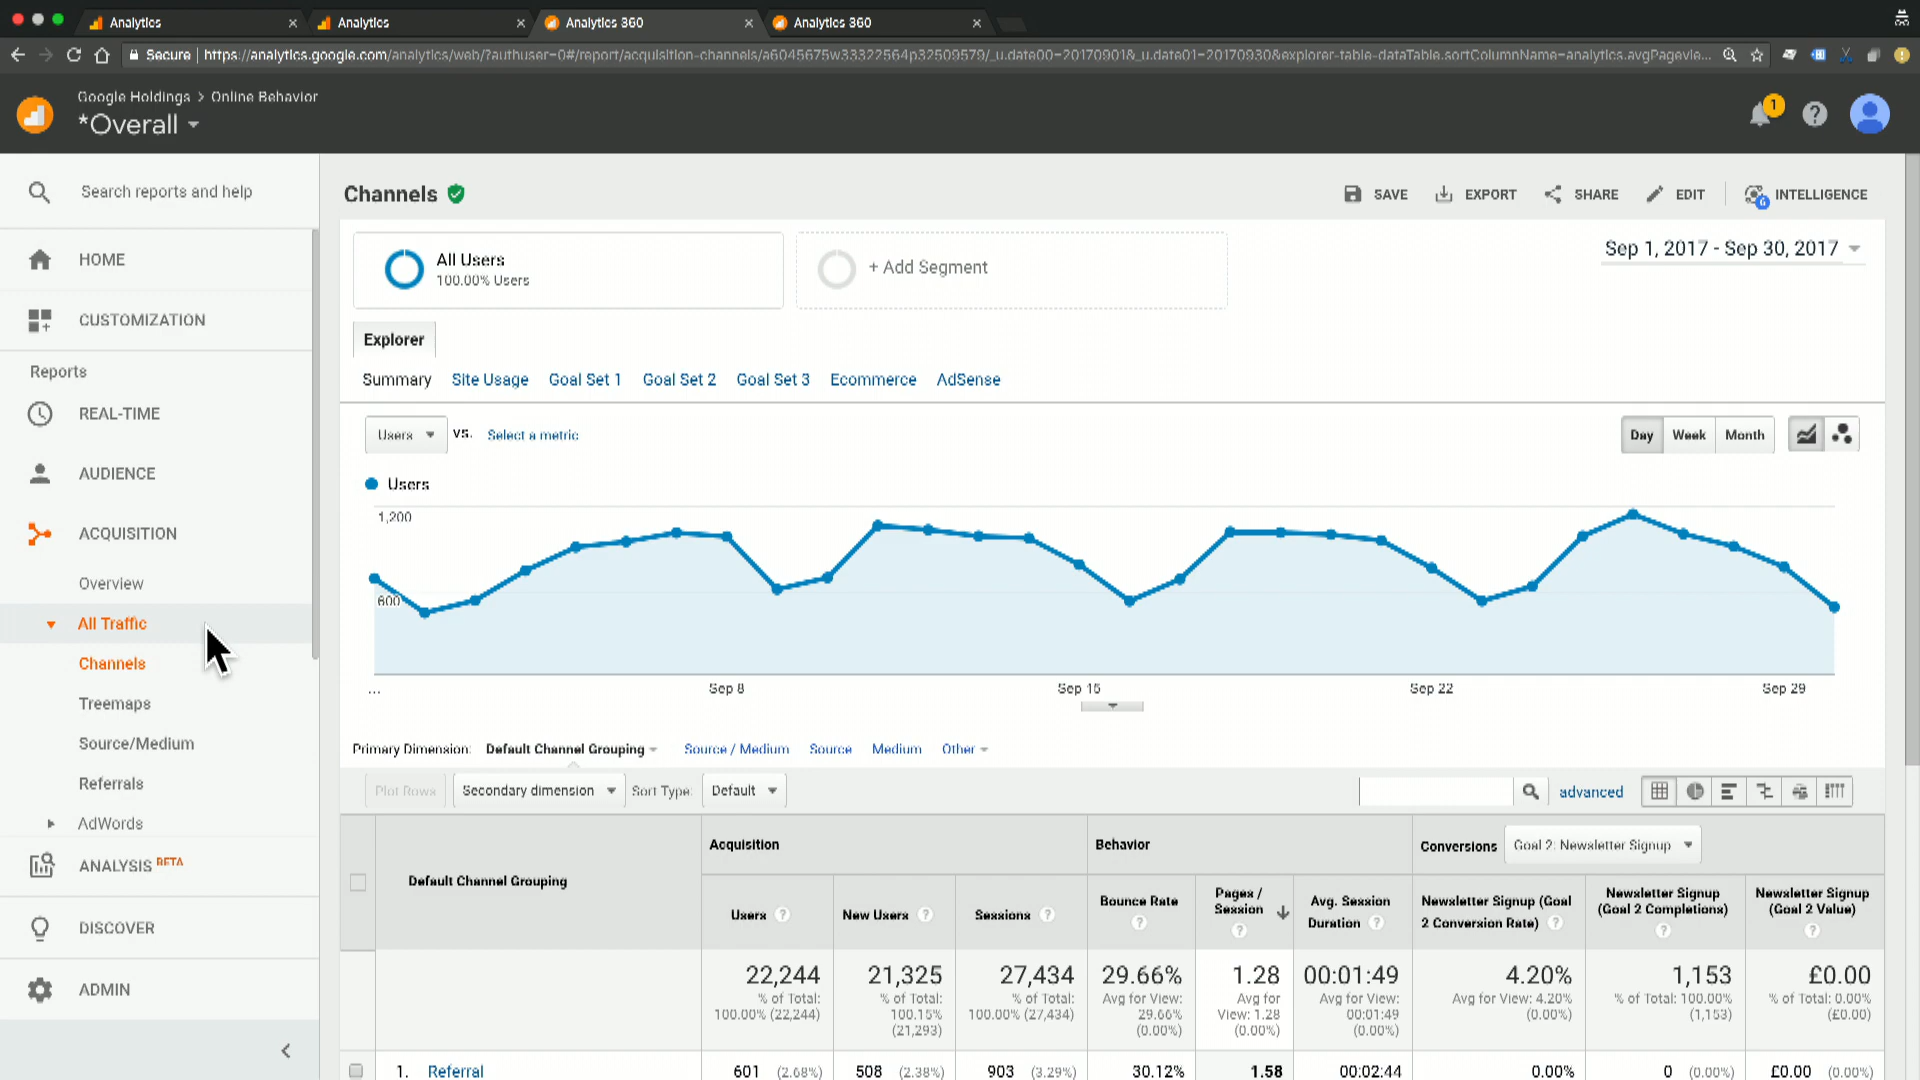 Analytics
Analytics
Analytics 360
Analytics 360
Secure | https://analytics.google.com/analytics/web/?authuser=0#/report/acquisition-channels/a6045675w33322564p32509579/_u.date00=20170901&_u.date01=20170930&explorer-table-dataTable.sortColumnName=analytics.avgPagevie...
Google Holdings > Online Behavior
*Overall
1
Search reports and help
HOME
CUSTOMIZATION
Reports
REAL-TIME
AUDIENCE
ACQUISITION
Overview
All Traffic
Channels
Treemaps
Source/Medium
Referrals
AdWords
ANALYSIS BETA
DISCOVER
ADMIN
Channels
SAVE EXPORT SHARE EDIT INTELLIGENCE
All Users
100.00% Users
+ Add Segment
Sep 1, 2017 - Sep 30, 2017
Explorer
Summary Site Usage Goal Set 1 Goal Set 2 Goal Set 3 Ecommerce AdSense
Users VS. Select a metric
Day Week Month
Users
1,200
600
... Sep 8 Sep 15 Sep 22 Sep 29
Primary Dimension: Default Channel Grouping Source / Medium Source Medium Other
Plot Rows Secondary dimension Sort Type: Default advanced
Default Channel Grouping
Acquisition Behavior Conversions Goal 2: Newsletter Signup
Users ? New Users ? Sessions ? Bounce Rate ? Pages / Session ? Avg. Session Duration ? Newsletter Signup (Goal 2 Conversion Rate) ? Newsletter Signup (Goal 2 Completions) ? Newsletter Signup (Goal 2 Value) ?
22,244 21,325 27,434 29.66% 1.28 00:01:49 4.20% 1,153 £0.00
% of Total: 100.00% (22,244) % of Total: 100.15% (21,293) % of Total: 100.00% (27,434) Avg for View: 29.66% (0.00%) Avg for View: 1.28 (0.00%) Avg for View: 00:01:49 (0.00%) Avg for View: 4.20% (0.00%) % of Total: 100.00% (1,153) % of Total: 0.00% (£0.00)
1. Referral 601 (2.68%) 508 (2.38%) 903 (3.29%) 30.12% 1.58 00:02:44 0.00% 0 (0.00%) £0.00 (0.00%)